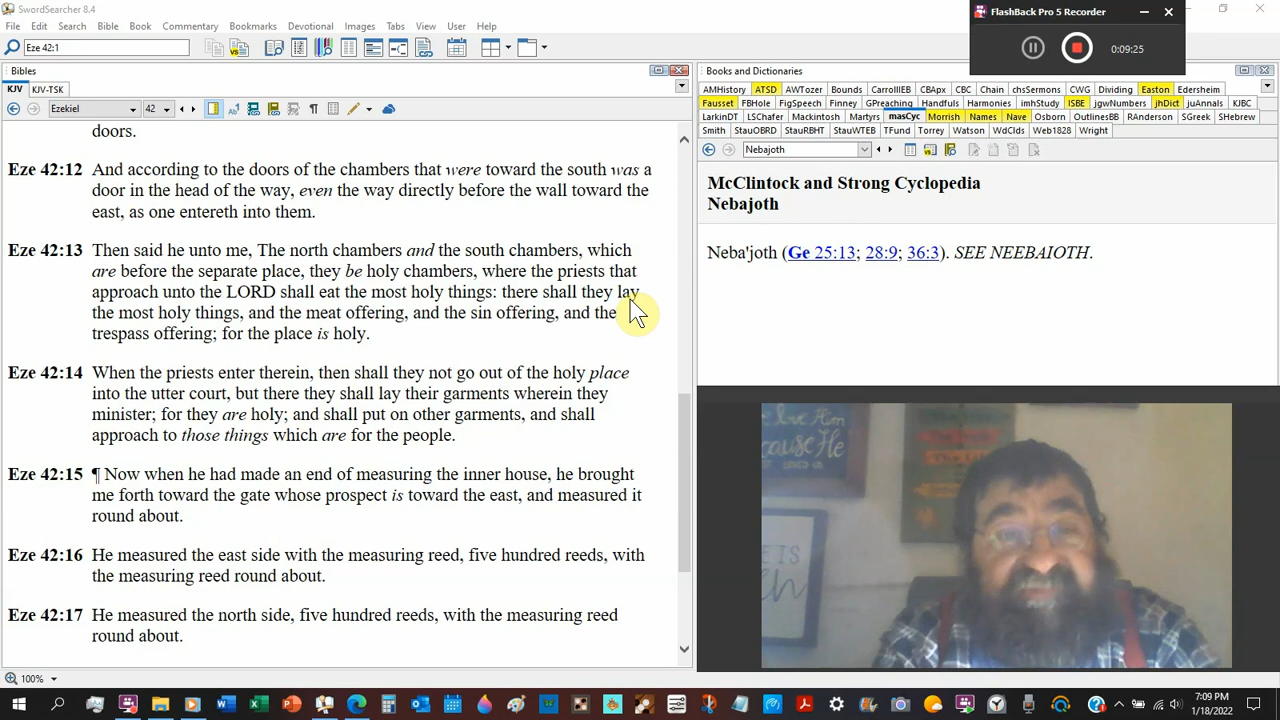 SwordSearcher 8.4
File Edit Search Bible Book Commentary Bookmarks Devotional Images Tabs View User Help
Eze 42:1
FlashBack Pro 5 Recorder
0:09:25
Bibles
KJV KJV-TSK
Ezekiel 42
doors.
Eze 42:12 And according to the doors of the chambers that were toward the south was a
door in the head of the way, even the way directly before the wall toward the
east, as one entereth into them.
Eze 42:13 Then said he unto me, The north chambers and the south chambers, which
are before the separate place, they be holy chambers, where the priests that
approach unto the LORD shall eat the most holy things: there shall they lay
the most holy things, and the meat offering, and the sin offering, and the
trespass offering; for the place is holy.
Eze 42:14 When the priests enter therein, then shall they not go out of the holy place
into the utter court, but there they shall lay their garments wherein they
minister; for they are holy; and shall put on other garments, and shall
approach to those things which are for the people.
Eze 42:15 ¶ Now when he had made an end of measuring the inner house, he brought
me forth toward the gate whose prospect is toward the east, and measured it
round about.
Eze 42:16 He measured the east side with the measuring reed, five hundred reeds, with
the measuring reed round about.
Eze 42:17 He measured the north side, five hundred reeds, with the measuring reed
round about.
100%
Books and Dictionaries
AMHistory ATSD AWTozer Bounds CarrollIEB CBApx CBC Chain chsSermons CWG Dividing Easton Edersheim
Fausset FBHole FigSpeech Finney GPreaching Handfuls Harmonies imhStudy ISBE jgwNumbers jhDict juAnnals KJBC
LarkinDT LSChafer Mackintosh Martyrs masCyc Morrish Names Nave Osborn OutlinesBB RAnderson SGreek SHebrew
Smith StauOBRD StauRBHT StauWTEB TFund Torrey Watson WdClds Web1828 Wright
Nebajoth
McClintock and Strong Cyclopedia
Nebajoth
Neba'joth (Ge 25:13; 28:9; 36:3). SEE NEEBAIOTH.
love Him
because He
7:09 PM
1/18/2022